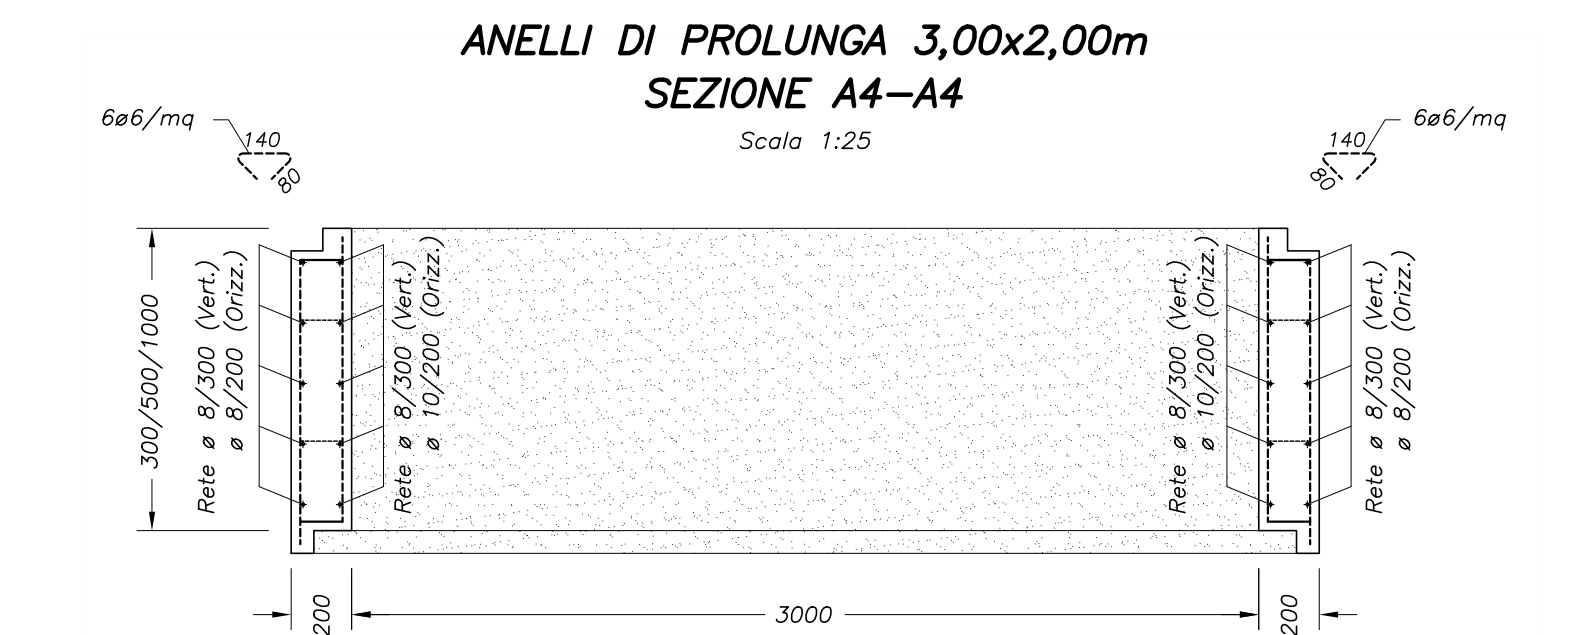 ANELLI DI PROLUNGA 3,00x2,00m
SEZIONE A4-A4
Scala 1:25
6ø6/mq
140
80
6ø6/mq
140
80
300/500/1000
Rete ø 8/300 (Vert.)
ø 8/200 (Orizz.)
Rete ø 8/300 (Vert.)
ø 10/200 (Orizz.)
Rete ø 8/300 (Vert.)
ø 10/200 (Orizz.)
Rete ø 8/300 (Vert.)
ø 8/200 (Orizz.)
200
3000
200